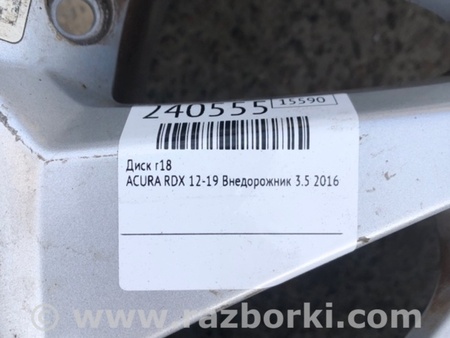 240555 15590
Диск r18
ACURA RDX 12-19 Внедорожник 3.5 2016
www.razborki.com